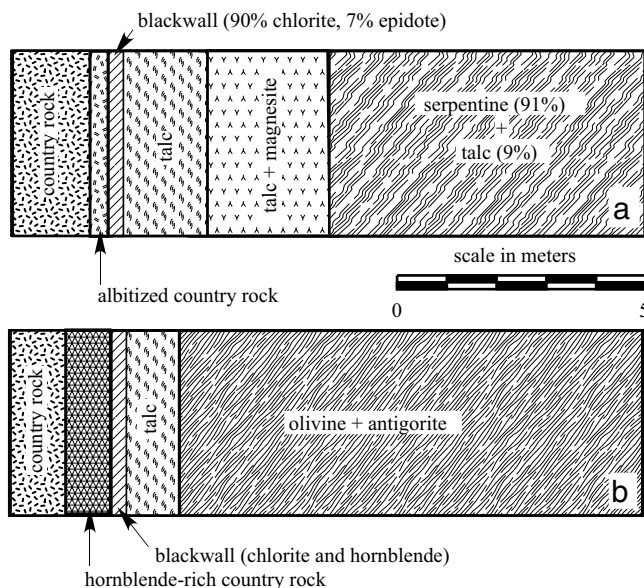 blackwall (90% chlorite, 7% epidote)
country rock
talc
talc + magnesite
serpentine (91%)
+
talc (9%)
a
albitized country rock
scale in meters
0
5
country rock
talc
olivine + antigorite
b
blackwall (chlorite and hornblende)
hornblende-rich country rock